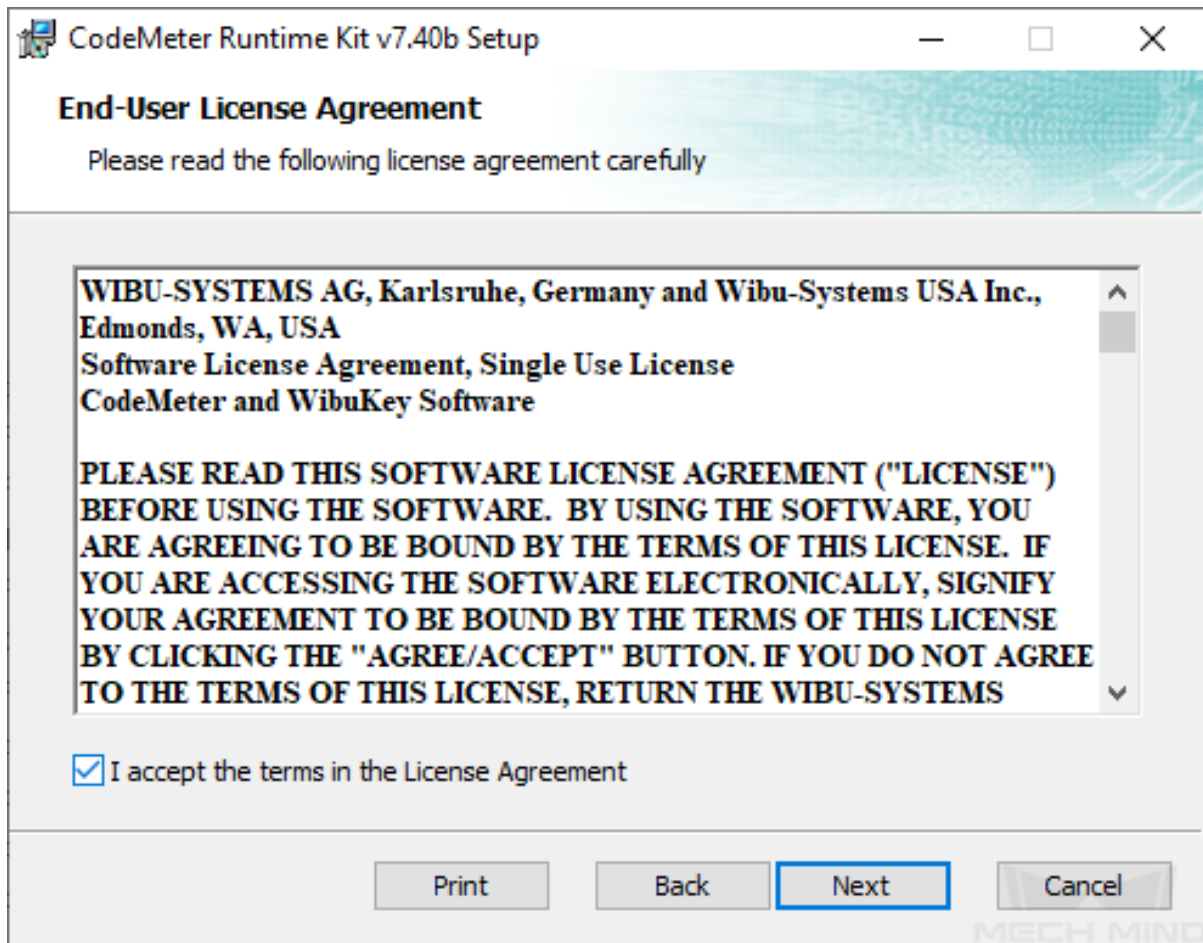 CodeMeter Runtime Kit v7.40b Setup
End-User License Agreement
Please read the following license agreement carefully
WIBU-SYSTEMS AG, Karlsruhe, Germany and Wibu-Systems USA Inc.,
Edmonds, WA, USA
Software License Agreement, Single Use License
CodeMeter and WibuKey Software
PLEASE READ THIS SOFTWARE LICENSE AGREEMENT ("LICENSE")
BEFORE USING THE SOFTWARE.  BY USING THE SOFTWARE, YOU
ARE AGREEING TO BE BOUND BY THE TERMS OF THIS LICENSE.  IF
YOU ARE ACCESSING THE SOFTWARE ELECTRONICALLY, SIGNIFY
YOUR AGREEMENT TO BE BOUND BY THE TERMS OF THIS LICENSE
BY CLICKING THE "AGREE/ACCEPT" BUTTON. IF YOU DO NOT AGREE
TO THE TERMS OF THIS LICENSE, RETURN THE WIBU-SYSTEMS
I accept the terms in the License Agreement
Print Back Next Cancel
MECH MIND